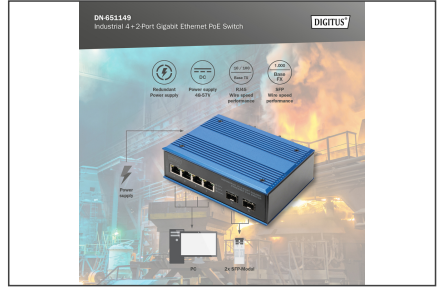 DN-651149
Industrial 4+2-Port Gigabit Ethernet PoE Switch
DIGITUS®
DC
Base TX
1.000
Base
FX
Redundant
Power supply
Power supply
48-57V
RJ45
Wire speed
performance
SFP
Wire speed
performance
Power
supply
PC
2x SFP-Modul